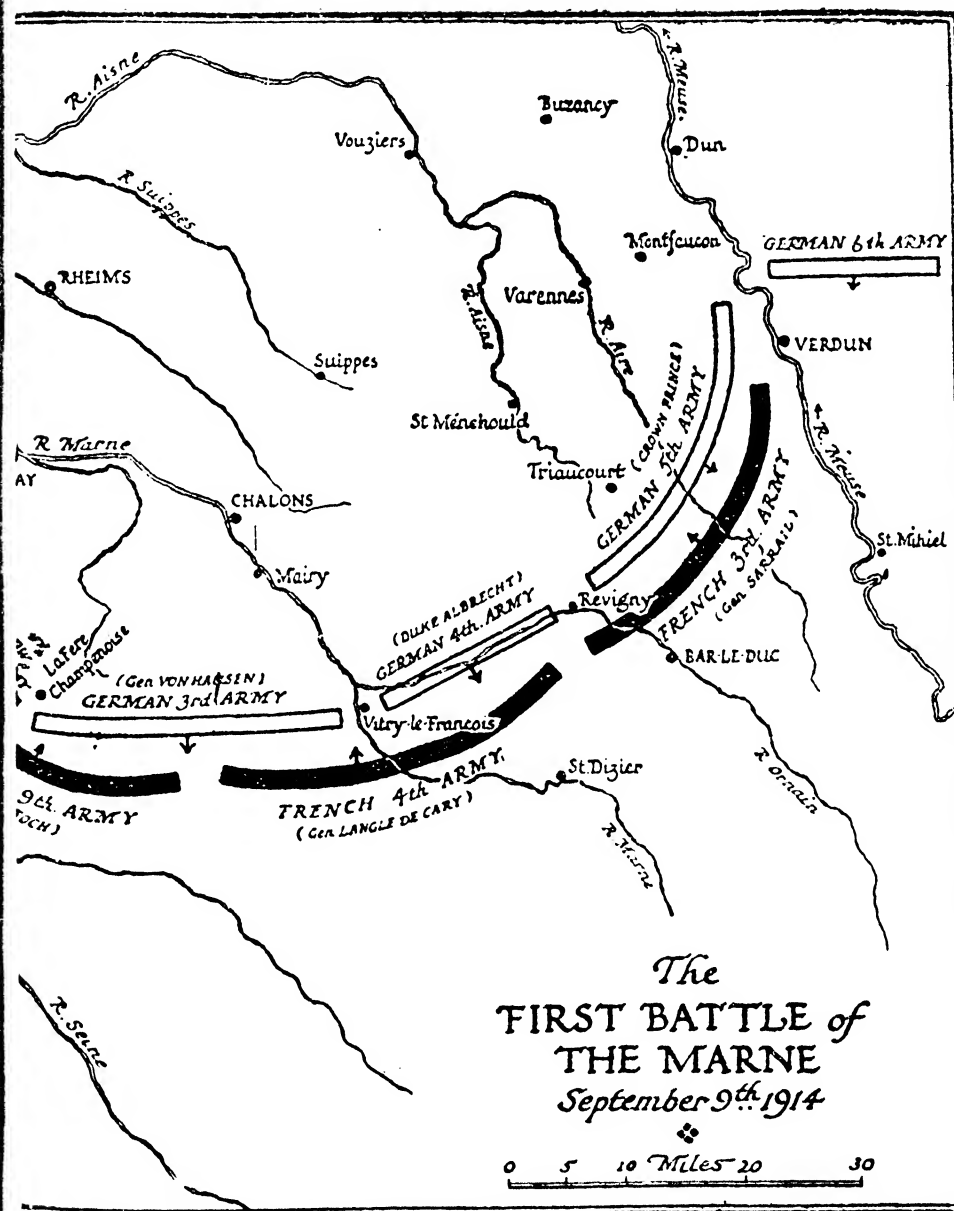 R. Aisne
R. Meuse.
Buzancy
Dun
Vouziers
R Suippes
Montfaucon
GERMAN 6th ARMY
RHEIMS
Varennes
R. Aisne
R. Aire
VERDUN
Suippes
(CROWN PRINCE)
GERMAN 5th ARMY
St Ménehould
R. Marne
AY
Triaucourt
R. Meuse
CHALONS
FRENCH 3rd ARMY
(Gen SARRAIL)
St. Mihiel
Mairy
(DUKE ALBRECHT)
GERMAN 4th. ARMY
Revigny
La Fere
Champenoise
BAR-LE-DUC
(Gen VON HAUSEN)
GERMAN 3rd ARMY
Vitry-le-Francois
St. Dizier
R Ornain
9th. ARMY
OCH)
FRENCH 4th ARMY.
(Gen LANGLE DE CARY)
R. Marne
R. Seine
The
FIRST BATTLE of
THE MARNE
September 9th. 1914
0 5 10 Miles 20 30